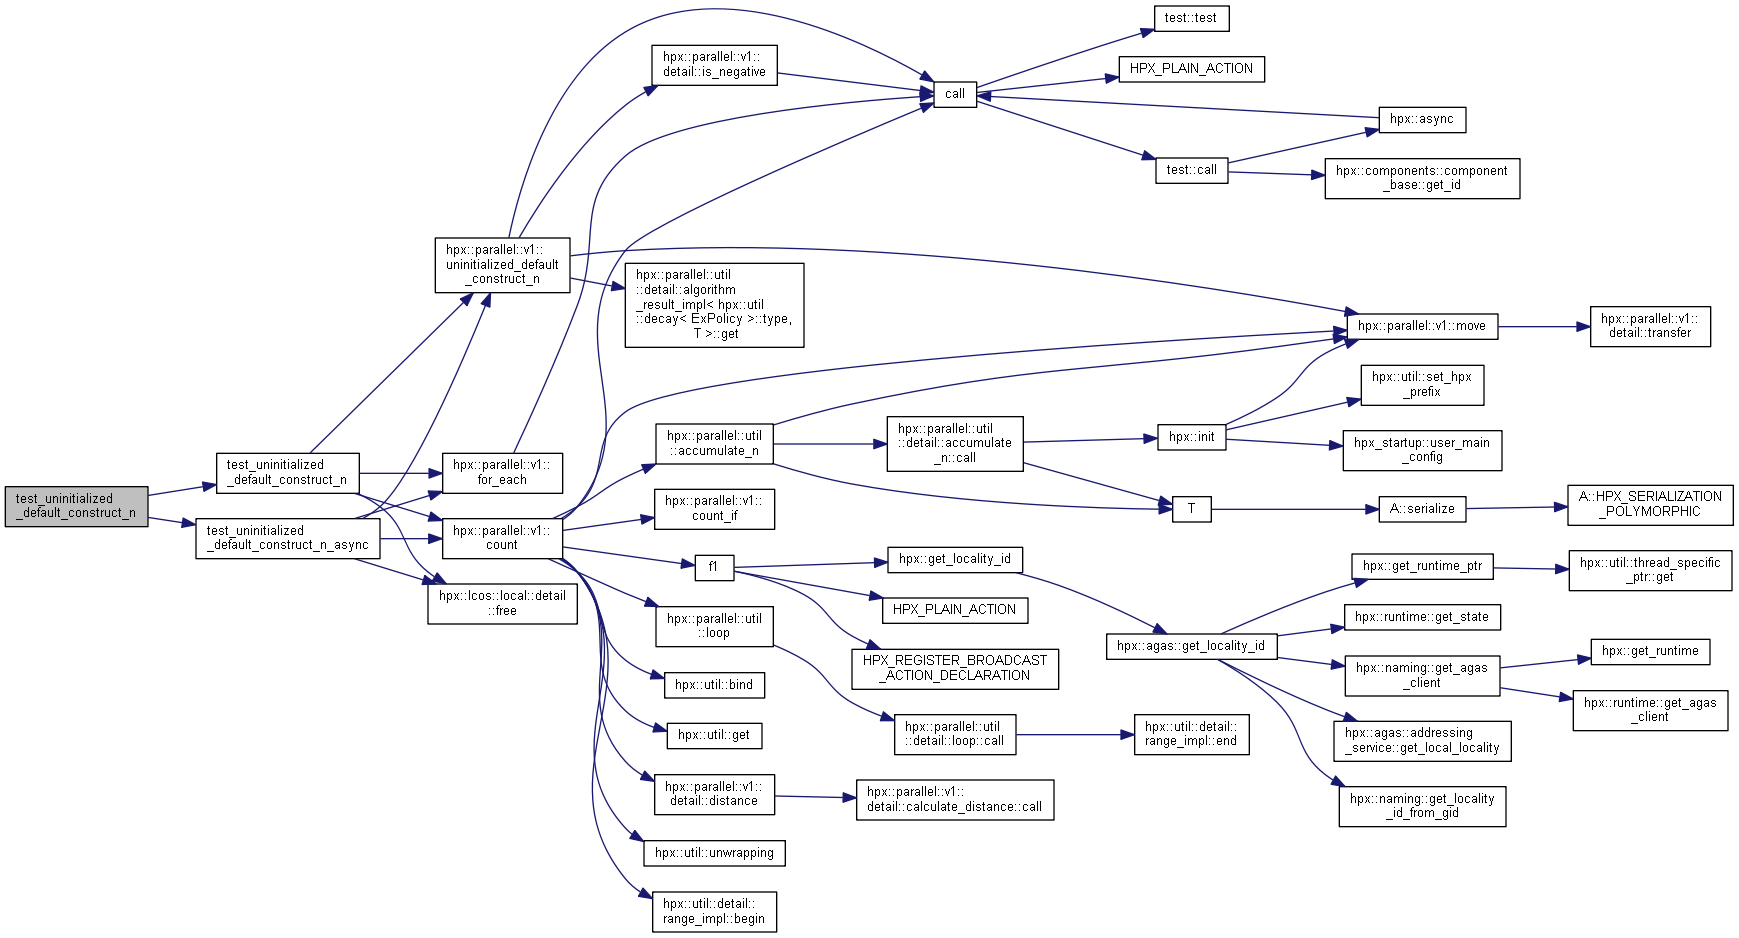 test_uninitialized
_default_construct_n
test_uninitialized
_default_construct_n
test_uninitialized
_default_construct_n_async
hpx::parallel::v1::
uninitialized_default
_construct_n
hpx::parallel::v1::
for_each
hpx::parallel::v1::
count
hpx::lcos::local::detail
::free
hpx::parallel::v1::
detail::is_negative
hpx::parallel::util
::detail::algorithm
_result_impl< hpx::util
::decay< ExPolicy >::type,
T >::get
hpx::parallel::util
::accumulate_n
hpx::parallel::v1::
count_if
f1
hpx::parallel::util
::loop
hpx::util::bind
hpx::util::get
hpx::parallel::v1::
detail::distance
hpx::util::unwrapping
hpx::util::detail::
range_impl::begin
call
hpx::parallel::util
::detail::accumulate
_n::call
hpx::get_locality_id
HPX_PLAIN_ACTION
HPX_REGISTER_BROADCAST
_ACTION_DECLARATION
hpx::parallel::util
::detail::loop::call
hpx::parallel::v1::
detail::calculate_distance::call
test::test
HPX_PLAIN_ACTION
test::call
hpx::init
T
hpx::agas::get_locality_id
hpx::util::detail::
range_impl::end
hpx::async
hpx::components::component
_base::get_id
hpx::parallel::v1::move
hpx::util::set_hpx
_prefix
hpx_startup::user_main
_config
A::serialize
hpx::get_runtime_ptr
hpx::runtime::get_state
hpx::naming::get_agas
_client
hpx::agas::addressing
_service::get_local_locality
hpx::naming::get_locality
_id_from_gid
hpx::parallel::v1::
detail::transfer
A::HPX_SERIALIZATION
_POLYMORPHIC
hpx::util::thread_specific
_ptr::get
hpx::get_runtime
hpx::runtime::get_agas
_client